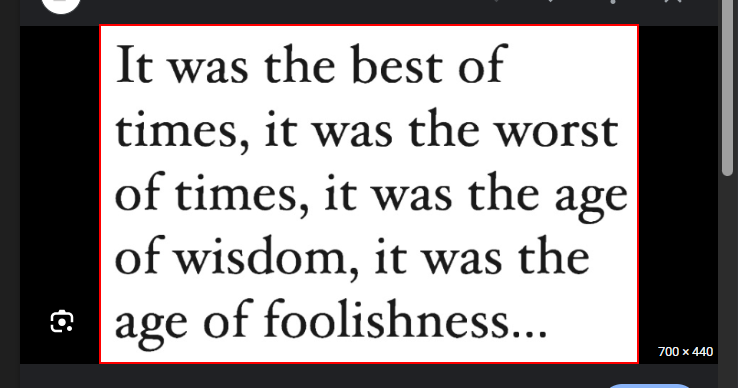 It was the best of
times, it was the worst
of times, it was the age
of wisdom, it was the
age of foolishness...
700 × 440